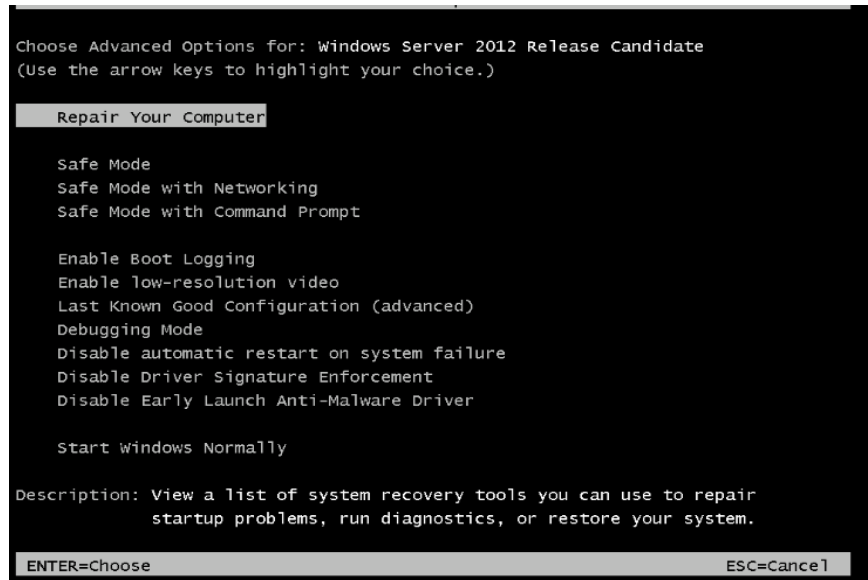 Choose Advanced Options for: Windows Server 2012 Release Candidate
(Use the arrow keys to highlight your choice.)
Repair Your Computer
Safe Mode
Safe Mode with Networking
Safe Mode with Command Prompt
Enable Boot Logging
Enable low-resolution video
Last Known Good Configuration (advanced)
Debugging Mode
Disable automatic restart on system failure
Disable Driver Signature Enforcement
Disable Early Launch Anti-Malware Driver
Start Windows Normally
Description: View a list of system recovery tools you can use to repair
startup problems, run diagnostics, or restore your system.
ENTER=Choose ESC=Cancel